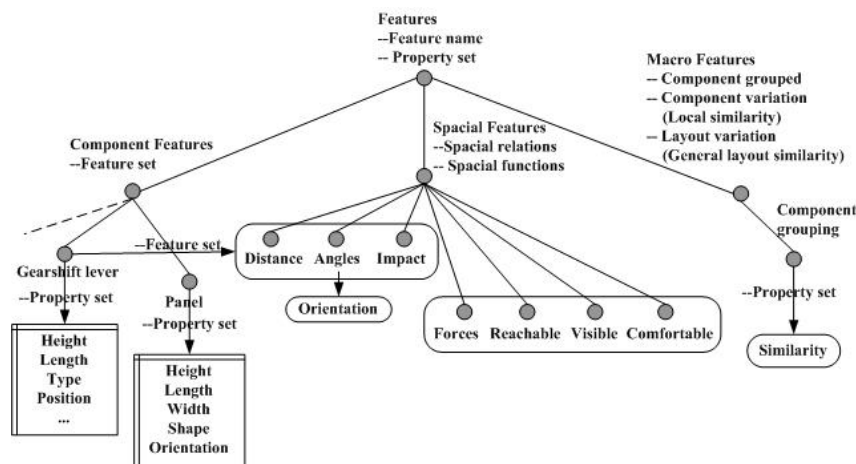 Features
--Feature name
-- Property set
Macro Features
-- Component grouped
-- Component variation
(Local similarity)
-- Layout variation
(General layout similarity)
Component Features
--Feature set
Spacial Features
--Spacial relations
-- Spacial functions
Component
grouping
--Feature set
Distance Angles Impact
Gearshift lever
--Property set
Panel
--Property set
Orientation
--Property set
Forces Reachable Visible Comfortable
Similarity
Height
Length
Type
Position
...
Height
Length
Width
Shape
Orientation